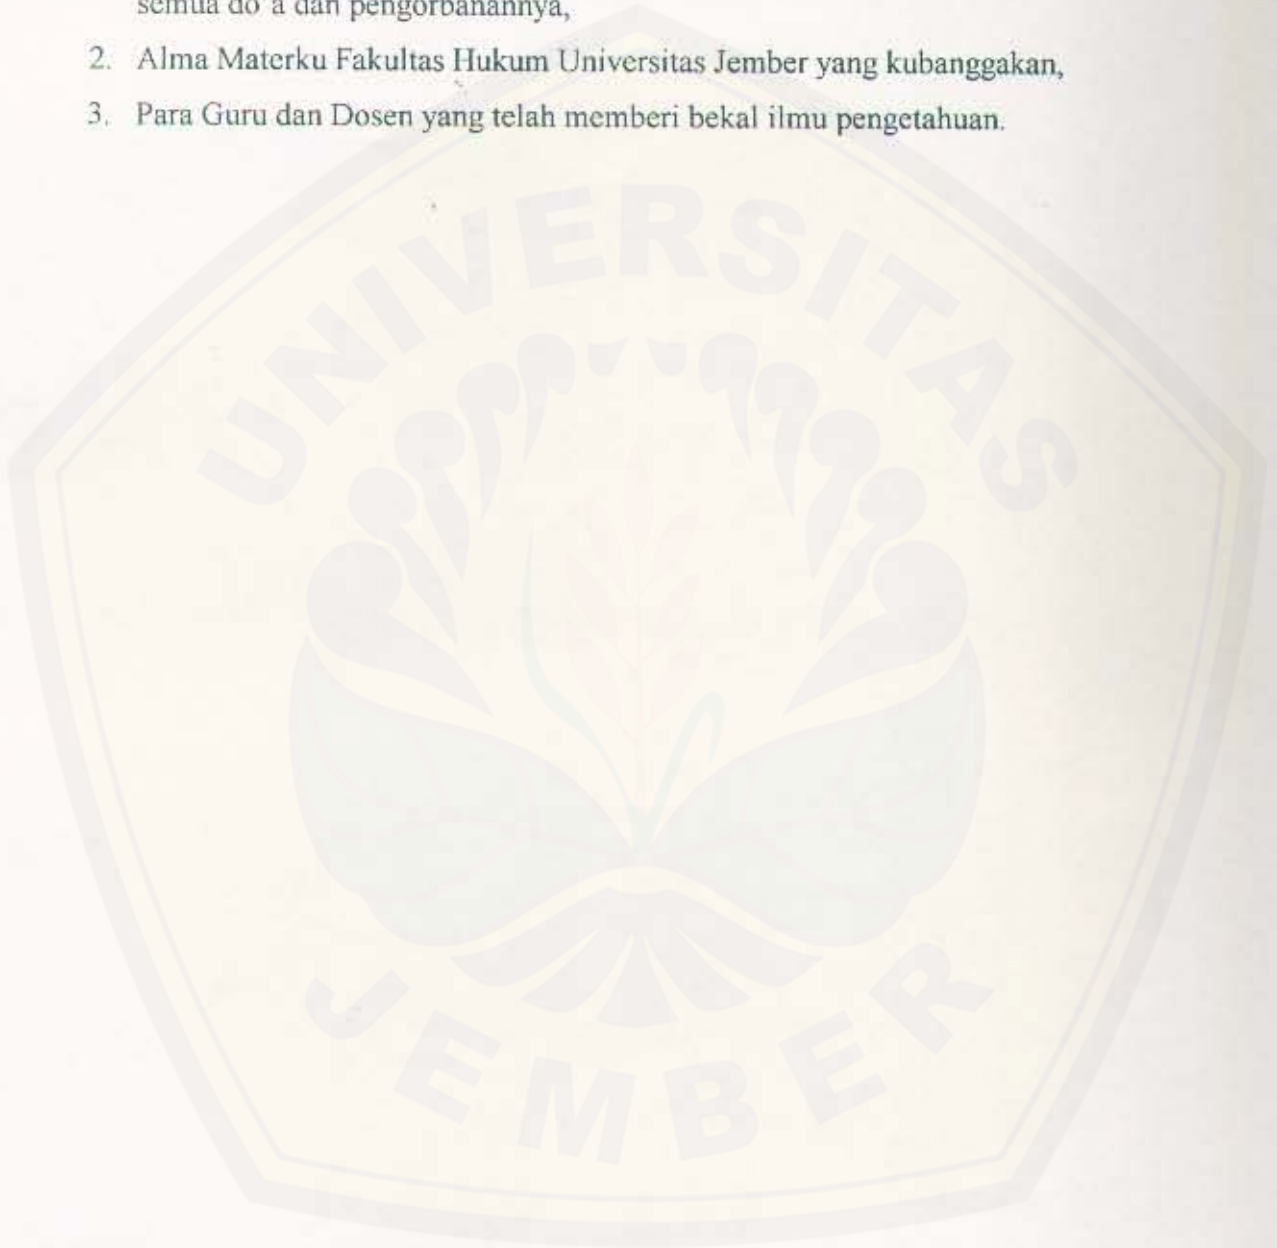 semua do'a dan pengorbanannya,
2. Alma Materku Fakultas Hukum Universitas Jember yang kubanggakan,
3. Para Guru dan Dosen yang telah memberi bekal ilmu pengetahuan.
UNIVERSITAS
JEMBER